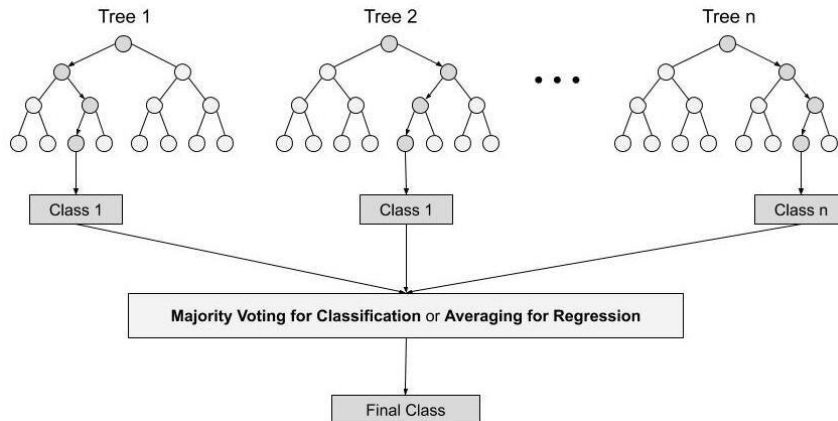 Tree 1
Tree 2
Tree n
Class 1
Class 1
Class n
Majority Voting for Classification or Averaging for Regression
Final Class